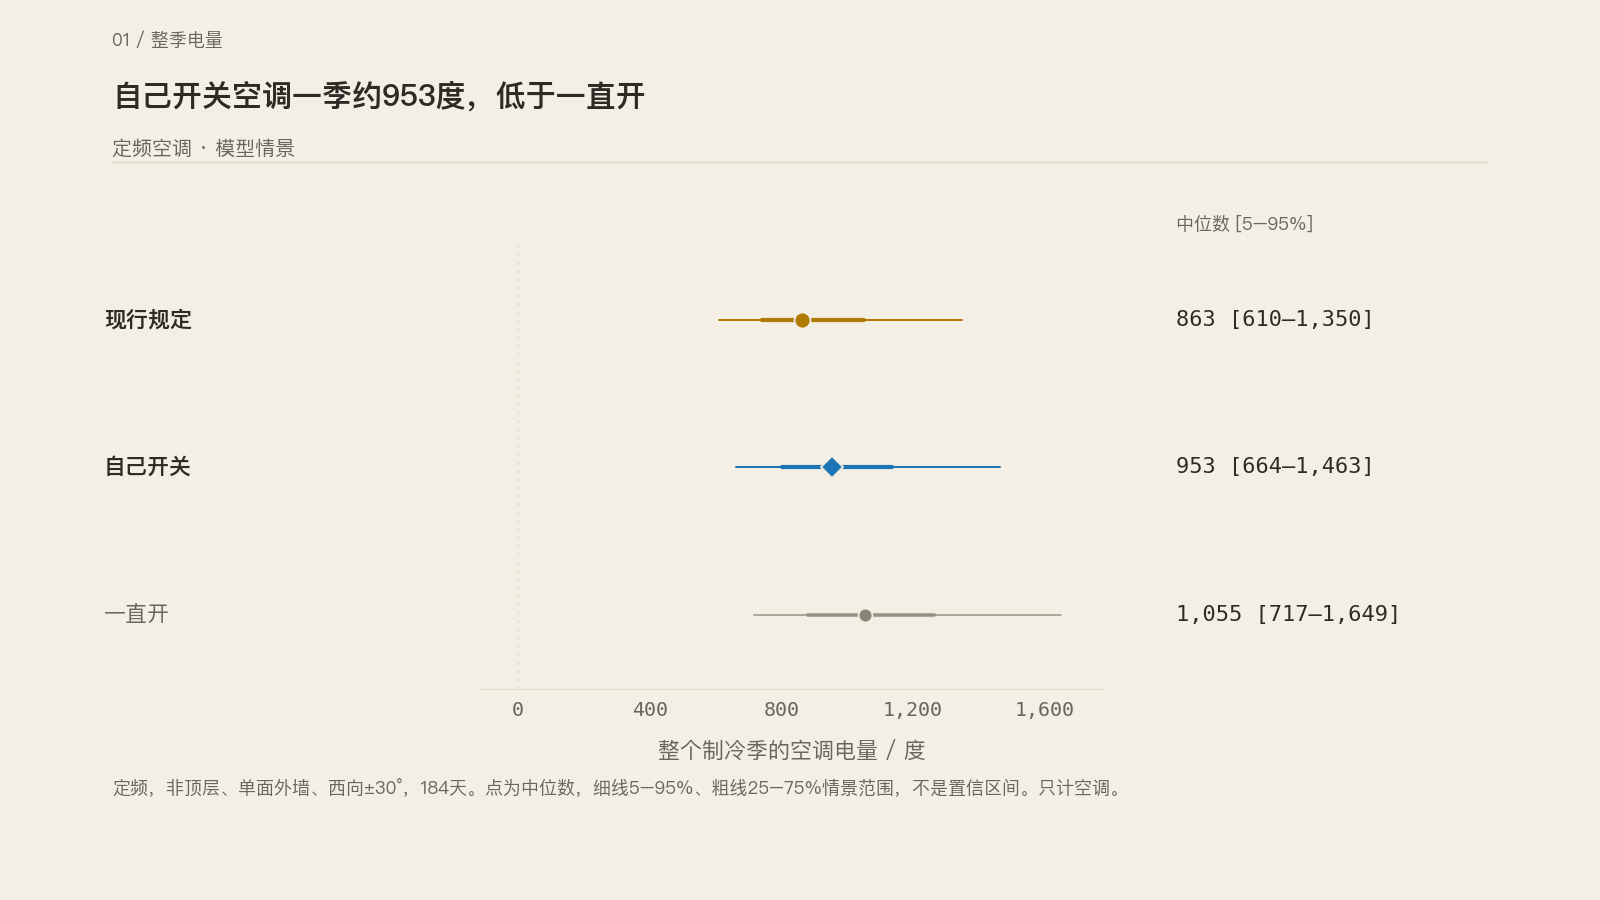 01 / 整季电量
自己开关空调一季约953度，低于一直开
定频空调 · 模型情景
中位数 [5—95%]
现行规定 863 [610—1,350]
自己开关 953 [664—1,463]
一直开 1,055 [717—1,649]
0 400 800 1,200 1,600
整个制冷季的空调电量 / 度
定频，非顶层、单面外墙、西向±30°，184天。点为中位数，细线5—95%、粗线25—75%情景范围，不是置信区间。只计空调。